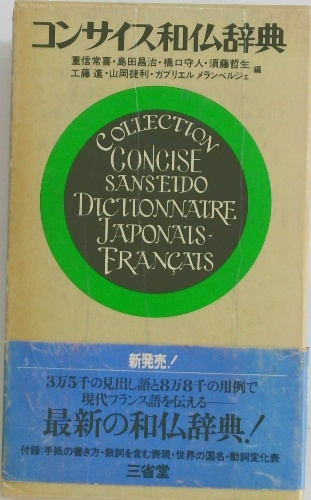 コンサイス和仏辞典
重信常喜・島田昌治・橋口守人・須藤哲生
工藤 進・山岡捷利・ガブリエル メランベルジェ 編
COLLECTION
CONCISE
SANSEIDO
DICTIONNAIRE
JAPONAIS-
FRANÇAIS
新発売!
3万5千の見出し語と8万8千の用例で
現代フランス語を伝える——
最新の和仏辞典!
付録:手紙の書き方・数詞を含む表現・世界の国名・動詞変化表
三省堂